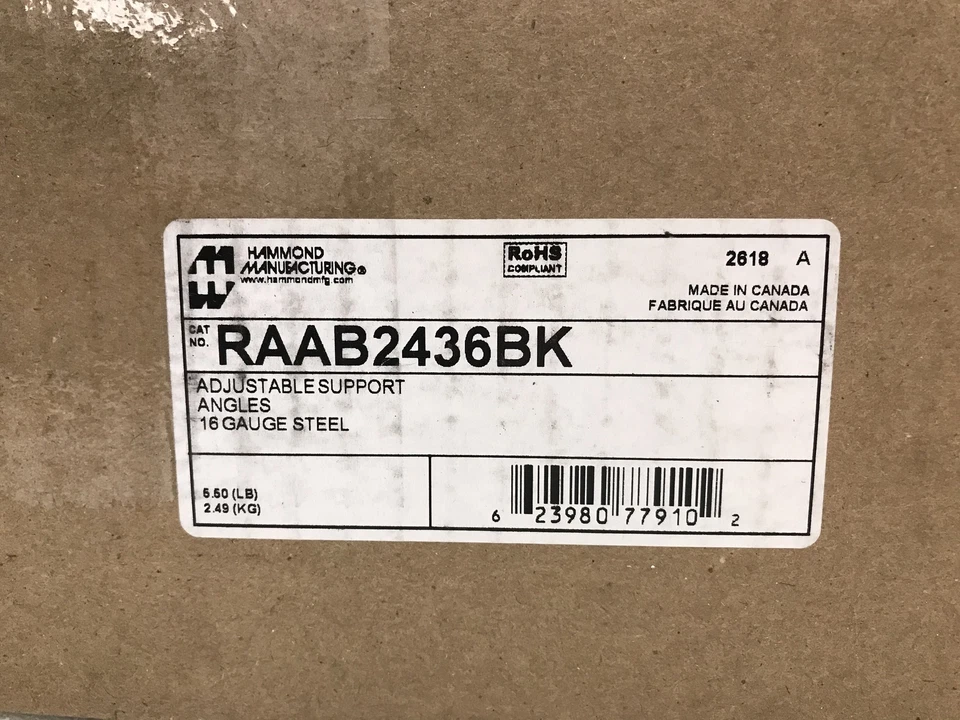 HAMMOND
MANUFACTURING®
www.hammondmfg.com
RoHS
COMPLIANT
2618 A
MADE IN CANADA
FABRIQUE AU CANADA
CAT
NO.
RAAB2436BK
ADJUSTABLE SUPPORT
ANGLES
16 GAUGE STEEL
5.50 (LB)
2.49 (KG)
6 23980 77910 2